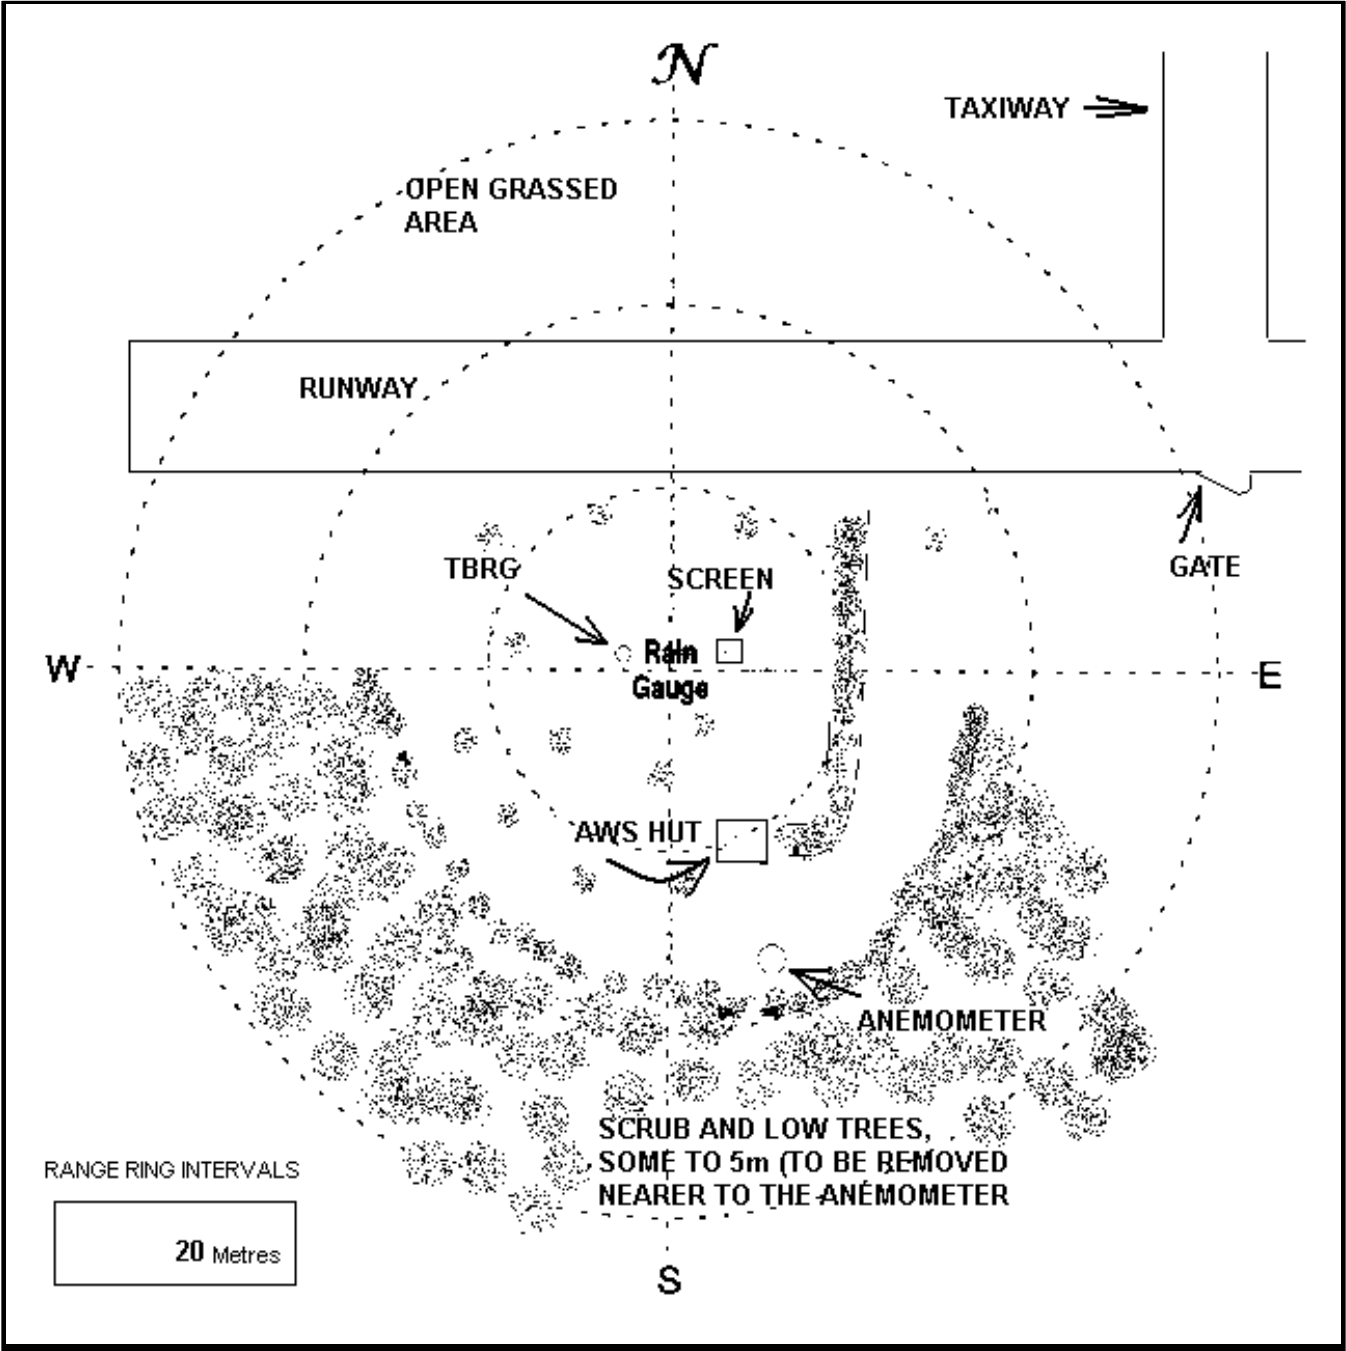 N
TAXIWAY
OPEN GRASSED
AREA
RUNWAY
TBRG
SCREEN
GATE
W
Rain
Gauge
E
AWS HUT
ANEMOMETER
SCRUB AND LOW TREES,
SOME TO 5m (TO BE REMOVED
NEARER TO THE ANEMOMETER
RANGE RING INTERVALS
20 Metres
S